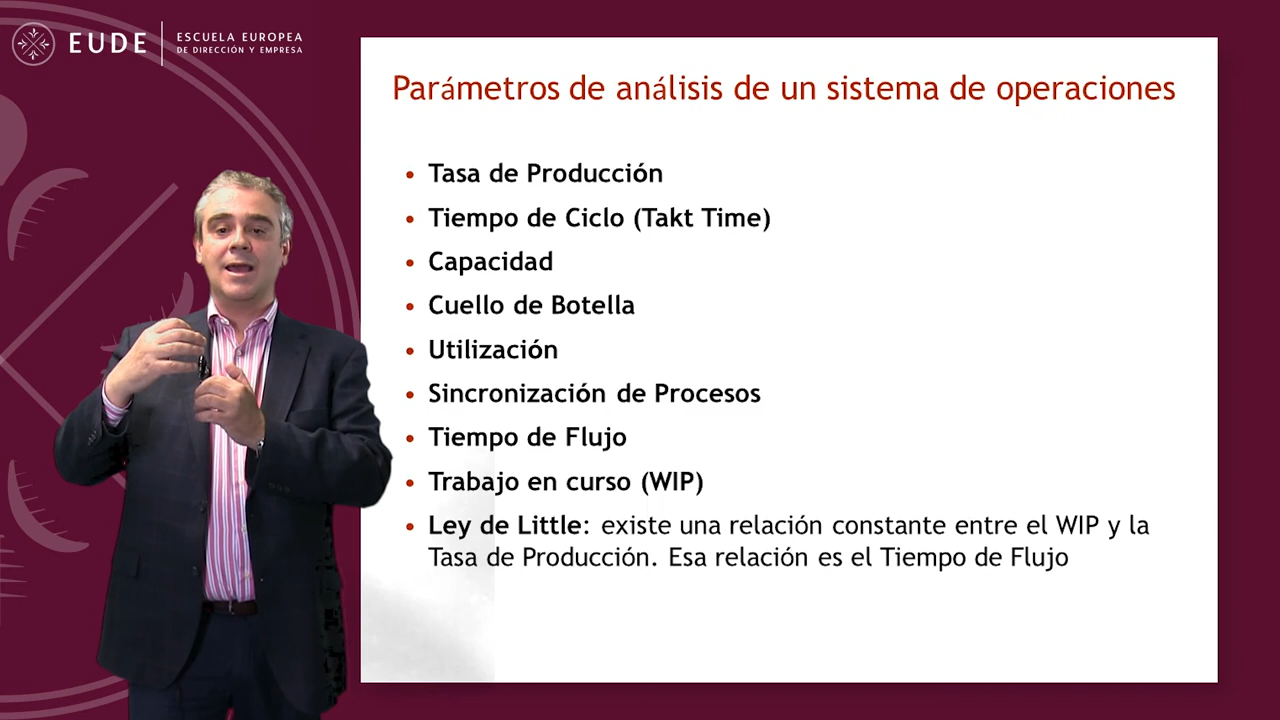 EUDE
ESCUELA EUROPEA
DE DIRECCIÓN Y EMPRESA
Parámetros de análisis de un sistema de operaciones
• Tasa de Producción
• Tiempo de Ciclo (Takt Time)
• Capacidad
• Cuello de Botella
• Utilización
• Sincronización de Procesos
• Tiempo de Flujo
• Trabajo en curso (WIP)
• Ley de Little: existe una relación constante entre el WIP y la
Tasa de Producción. Esa relación es el Tiempo de Flujo